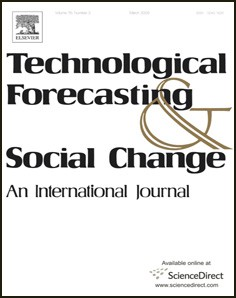 ELSEVIER
Technological
Forecasting
&
Social Change
An International Journal
Available online at
ScienceDirect
www.sciencedirect.com